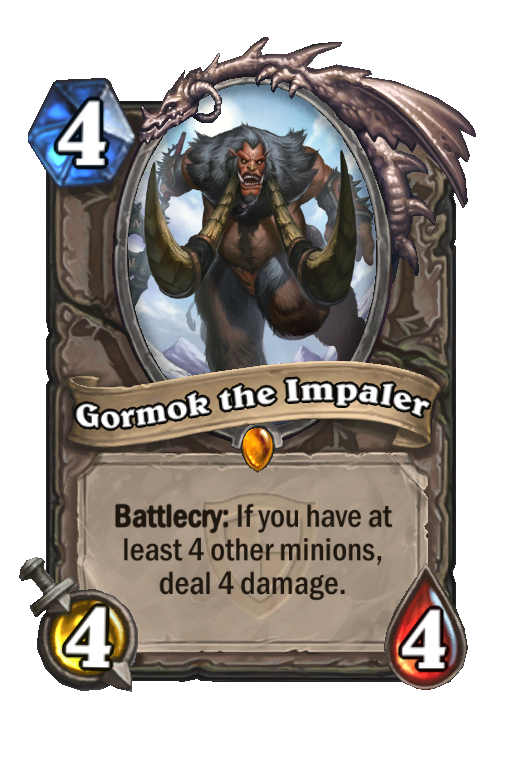 4
Gormok the Impaler
Battlecry: If you have at
least 4 other minions,
deal 4 damage.
4
4